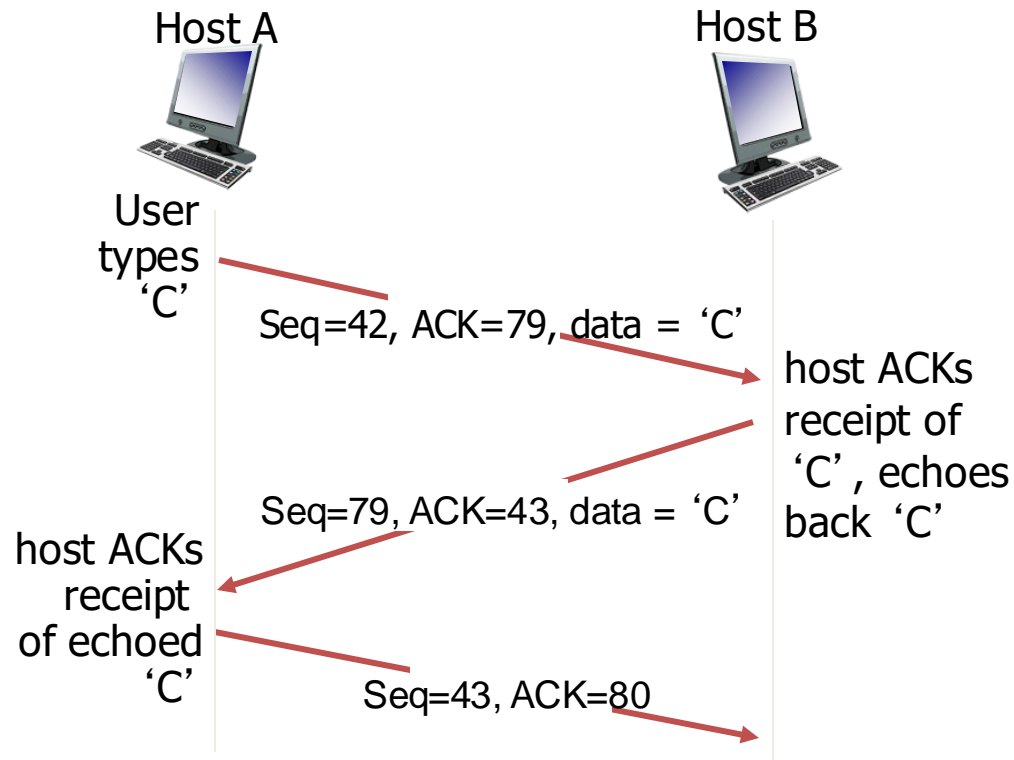 Host A
Host B
User
types
‘C’
Seq=42, ACK=79, data = ‘C’
host ACKs
receipt of
‘C’, echoes
back ‘C’
Seq=79, ACK=43, data = ‘C’
host ACKs
receipt
of echoed
‘C’
Seq=43, ACK=80